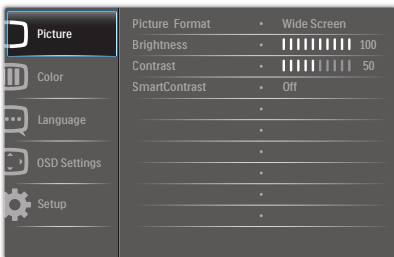 Picture
Color
Language
OSD Settings
Setup
Picture Format • Wide Screen
Brightness • 100
Contrast • 50
SmartContrast • Off
•
•
•
•
•
•